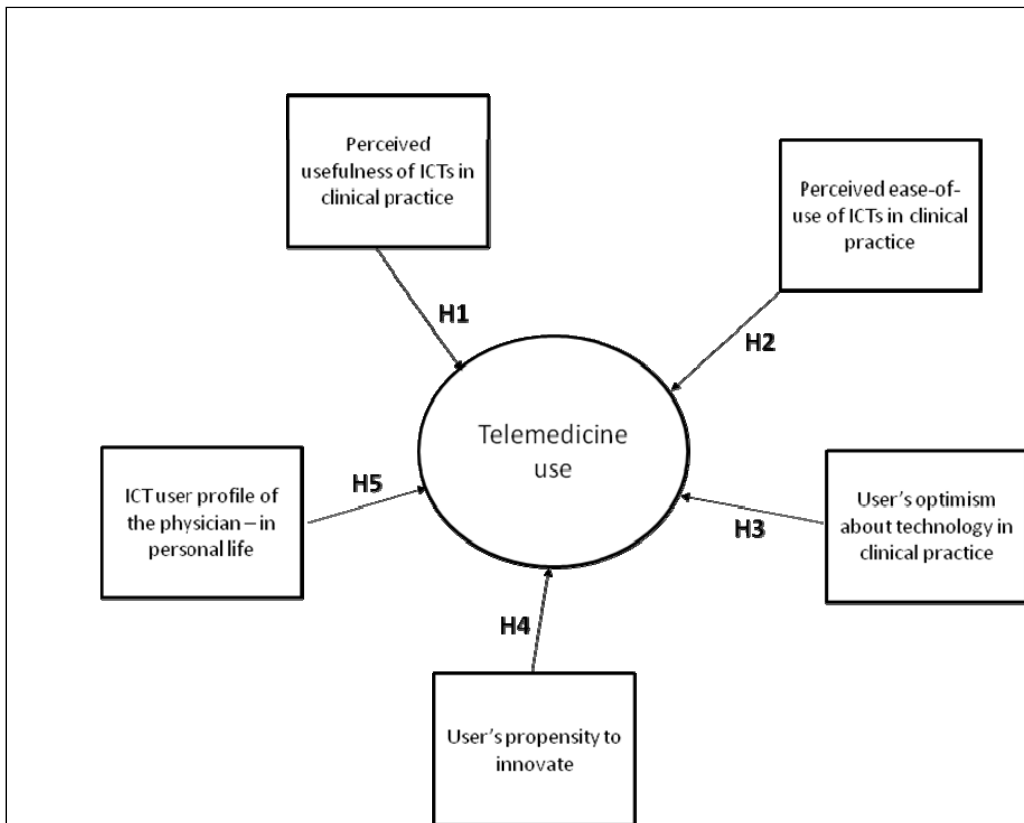 Perceived
usefulness of ICTs in
clinical practice
Perceived ease-of-
use of ICTs in clinical
practice
H1
H2
Telemedicine
use
ICT user profile of
the physician – in
personal life
H5
User's optimism
about technology in
clinical practice
H3
H4
User's propensity to
innovate